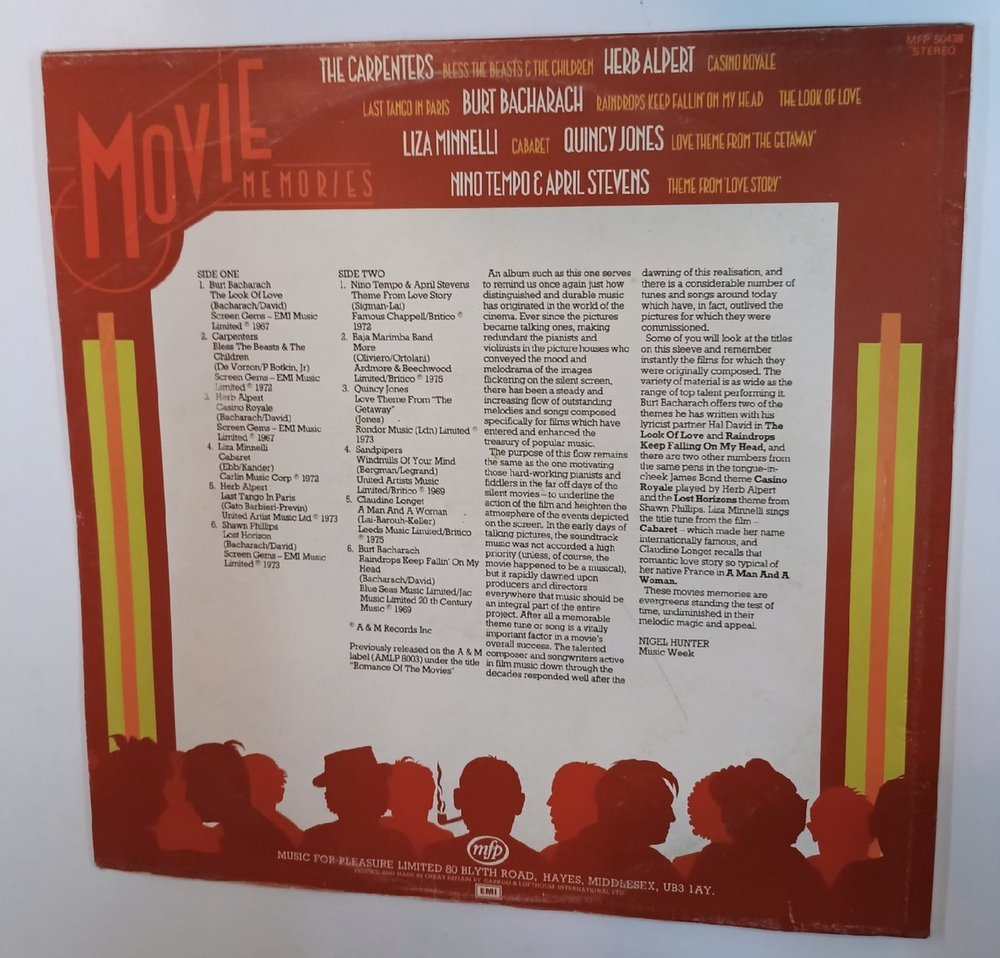 MFP 50438
STEREO
MOVIE
MEMORIES
THE CARPENTERS BLESS THE BEASTS & THE CHILDREN HERB ALPERT CASINO ROYALE
LAST TANGO IN PARIS BURT BACHARACH RAINDROPS KEEP FALLIN' ON MY HEAD THE LOOK OF LOVE
LIZA MINNELLI CABARET QUINCY JONES LOVE THEME FROM 'THE GETAWAY'
NINO TEMPO & APRIL STEVENS THEME FROM 'LOVE STORY'
SIDE ONE
1. Burt Bacharach
The Look Of Love
(Bacharach/David)
Screen Gems – EMI Music
Limited ℗ 1967
2. Carpenters
Bless The Beasts & The
Children
(De Vorzon/P Botkin, Jr)
Screen Gems – EMI Music
Limited ℗ 1972
3. Herb Alpert
Casino Royale
(Bacharach/David)
Screen Gems – EMI Music
Limited ℗ 1967
4. Liza Minnelli
Cabaret
(Ebb/Kander)
Carlin Music Corp ℗ 1972
5. Herb Alpert
Last Tango In Paris
(Gato Barbieri-Previn)
United Artist Music Ltd ℗ 1973
6. Shawn Phillips
Lost Horizon
(Bacharach/David)
Screen Gems – EMI Music
Limited ℗ 1973
SIDE TWO
1. Nino Tempo & April Stevens
Theme From Love Story
(Sigman-Lai)
Famous Chappell/Britico ℗
1972
2. Baja Marimba Band
More
(Oliviero/Ortolani)
Ardmore & Beechwood
Limited/Britico ℗ 1975
3. Quincy Jones
Love Theme From "The
Getaway"
(Jones)
Rondor Music (Ldn) Limited ℗
1973
4. Sandpipers
Windmills Of Your Mind
(Bergman/Legrand)
United Artists Music
Limited/Britico ℗ 1969
5. Claudine Longet
A Man And A Woman
(Lai-Barouh-Keller)
Leeds Music Limited/Britico
℗ 1975
6. Burt Bacharach
Raindrops Keep Fallin' On My
Head
(Bacharach/David)
Blue Seas Music Limited/Jac
Music Limited 20 th Century
Music ℗ 1969
℗ A & M Records Inc
Previously released on the A & M
label (AMLP 8003) under the title
"Romance Of The Movies"
An album such as this one serves
to remind us once again just how
distinguished and durable music
has originated in the world of the
cinema. Ever since the pictures
became talking ones, making
redundant the pianists and
violinists in the picture houses who
conveyed the mood and
melodrama of the images
flickering on the silent screen,
there has been a steady and
increasing flow of outstanding
melodies and songs composed
specifically for films which have
entered and enhanced the
treasury of popular music.
The purpose of this flow remains
the same as the one motivating
those hard-working pianists and
fiddlers in the far off days of the
silent movies – to underline the
action of the film and heighten the
atmosphere of the events depicted
on the screen. In the early days of
talking pictures, the soundtrack
music was not accorded a high
priority (unless, of course, the
movie happened to be a musical),
but it rapidly dawned upon
producers and directors
everywhere that music should be
an integral part of the entire
project. After all a memorable
theme tune or song is a vitally
important factor in a movie's
overall success. The talented
composer and songwriters active
in film music down through the
decades responded well after the
dawning of this realisation, and
there is a considerable number of
tunes and songs around today
which have, in fact, outlived the
pictures for which they were
commissioned.
Some of you will look at the titles
on this sleeve and remember
instantly the films for which they
were originally composed. The
variety of material is as wide as the
range of top talent performing it.
Burt Bacharach offers two of the
themes he has written with his
lyricist partner Hal David in The
Look Of Love and Raindrops
Keep Falling On My Head, and
there are two other numbers from
the same pens in the tongue-in-
cheek James Bond theme Casino
Royale played by Herb Alpert
and the Lost Horizons theme from
Shawn Phillips. Liza Minnelli sings
the title tune from the film –
Cabaret – which made her name
internationally famous, and
Claudine Longet recalls that
romantic love story so typical of
her native France in A Man And A
Woman.
These movies memories are
evergreens standing the test of
time, undiminished in their
melodic magic and appeal.
NIGEL HUNTER
Music Week
mfp
MUSIC FOR PLEASURE LIMITED 80 BLYTH ROAD, HAYES, MIDDLESEX, UB3 1AY.
PRINTED AND MADE IN GREAT BRITAIN BY GARROD & LOFTHOUSE INTERNATIONAL LTD
EMI